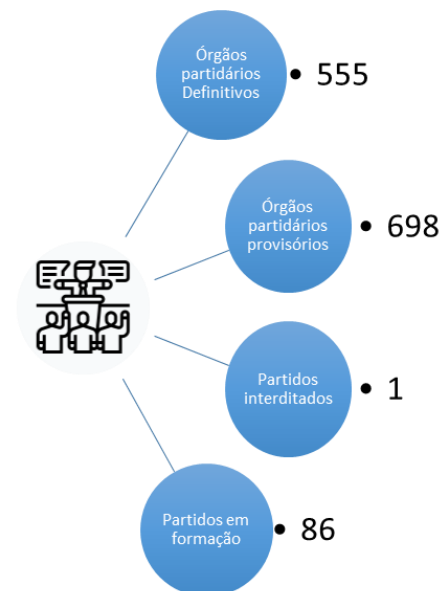 Órgãos
partidários
Definitivos
• 555
Órgãos
partidários
provisórios
• 698
Partidos
interditados
• 1
Partidos em
formação
• 86